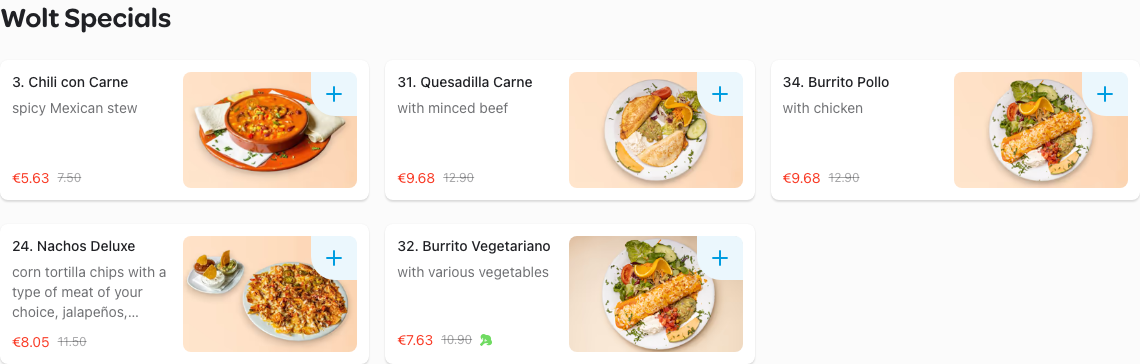 Wolt Specials
3. Chili con Carne
spicy Mexican stew
€5.63 7.50
31. Quesadilla Carne
with minced beef
€9.68 12.90
34. Burrito Pollo
with chicken
€9.68 12.90
24. Nachos Deluxe
corn tortilla chips with a
type of meat of your
choice, jalapeños,...
€8.05 11.50
32. Burrito Vegetariano
with various vegetables
€7.63 10.90